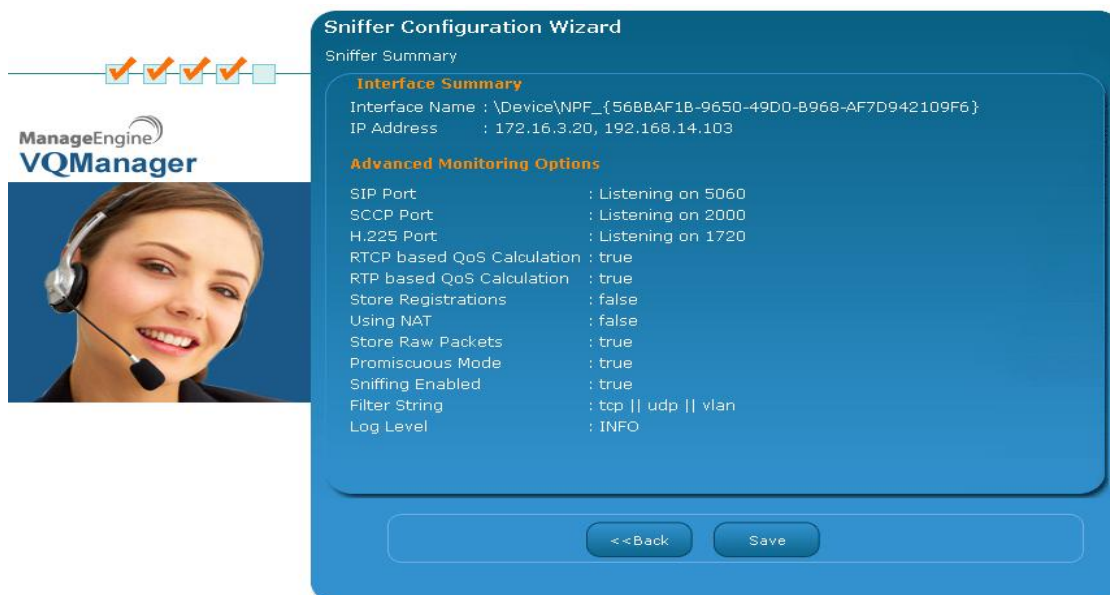 Sniffer Configuration Wizard
Sniffer Summary
Interface Summary
Interface Name : \Device\NPF_{56BBAF1B-9650-49D0-B968-AF7D942109F6}
IP Address : 172.16.3.20, 192.168.14.103
ManageEngine
VQManager
Advanced Monitoring Options
SIP Port : Listening on 5060
SCCP Port : Listening on 2000
H.225 Port : Listening on 1720
RTCP based QoS Calculation : true
RTP based QoS Calculation : true
Store Registrations : false
Using NAT : false
Store Raw Packets : true
Promiscuous Mode : true
Sniffing Enabled : true
Filter String : tcp || udp || vlan
Log Level : INFO
<<Back
Save